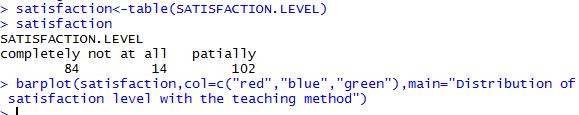 > satisfaction<-table(SATISFACTION.LEVEL)
> satisfaction
SATISFACTION.LEVEL
completely not at all   patially
        84         14        102
> barplot(satisfaction,col=c("red","blue","green"),main="Distribution of
 satisfaction level with the teaching method")
>